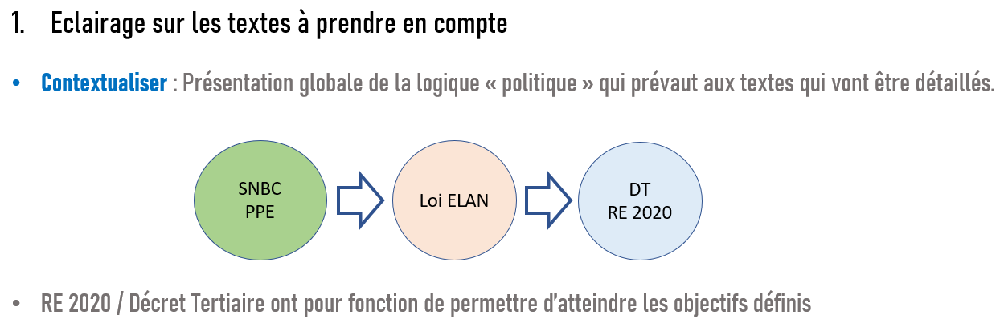 1. Eclairage sur les textes à prendre en compte
• Contextualiser : Présentation globale de la logique « politique » qui prévaut aux textes qui vont être détaillés.
SNBC
PPE
Loi ELAN
DT
RE 2020
• RE 2020 / Décret Tertiaire ont pour fonction de permettre d’atteindre les objectifs définis